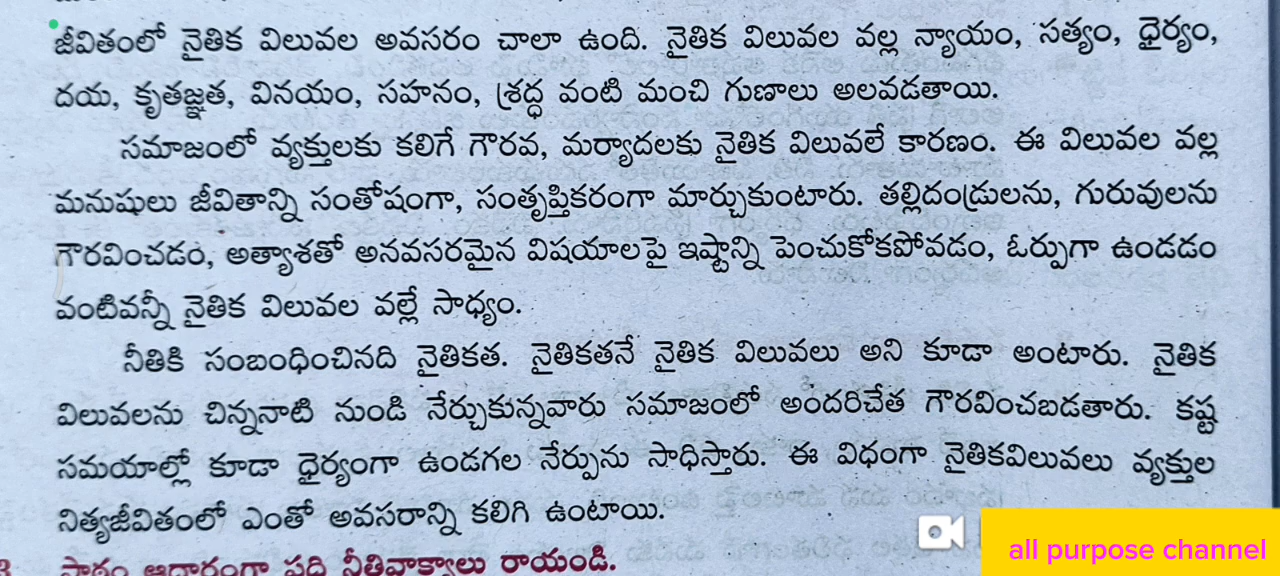 జీవితంలో నైతిక విలువల అవసరం చాలా ఉంది. నైతిక విలువల వల్ల న్యాయం, సత్యం, ధైర్యం,
దయ, కృతజ్ఞత, వినయం, సహనం, శ్రద్ధ వంటి మంచి గుణాలు అలవడతాయి.
సమాజంలో వ్యక్తులకు కలిగే గౌరవ, మర్యాదలకు నైతిక విలువలే కారణం. ఈ విలువల వల్ల
మనుషులు జీవితాన్ని సంతోషంగా, సంతృప్తికరంగా మార్చుకుంటారు. తల్లిదండ్రులను, గురువులను
గౌరవించడం, అత్యాశతో అనవసరమైన విషయాలపై ఇష్టాన్ని పెంచుకోకపోవడం, ఓర్పుగా ఉండడం
వంటివన్నీ నైతిక విలువల వల్లే సాధ్యం.
నీతికి సంబంధించినది నైతికత. నైతికతనే నైతిక విలువలు అని కూడా అంటారు. నైతిక
విలువలను చిన్ననాటి నుండి నేర్చుకున్నవారు సమాజంలో అందరిచేత గౌరవించబడతారు. కష్ట
సమయాల్లో కూడా ధైర్యంగా ఉండగల నేర్పును సాధిస్తారు. ఈ విధంగా నైతికవిలువలు వ్యక్తుల
నిత్యజీవితంలో ఎంతో అవసరాన్ని కలిగి ఉంటాయి.
పాఠం ఆధారంగా పది నీతివాక్యాలు రాయండి.
all purpose channel